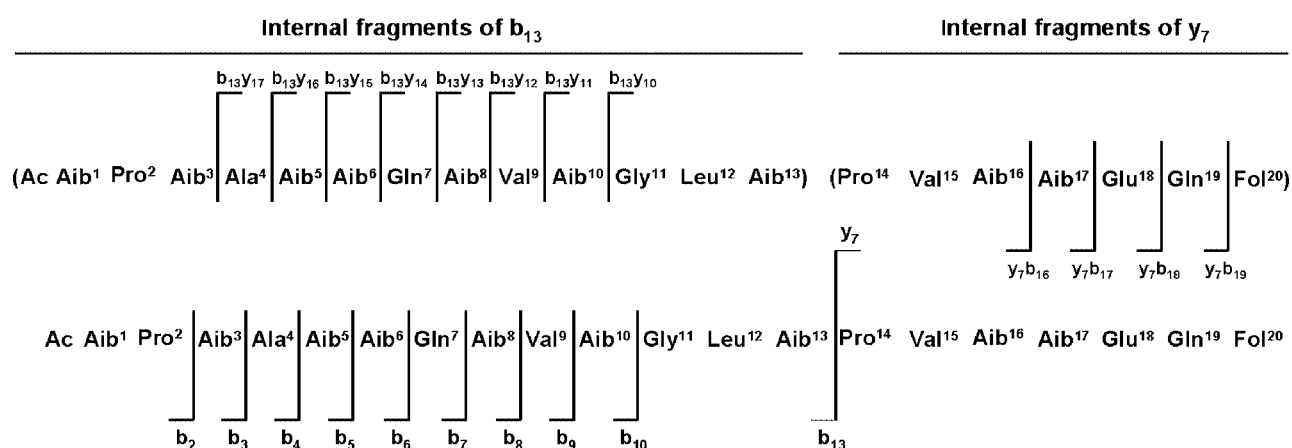 Internal fragments of b₁₃ Internal fragments of y₇
b₁₃y₁₇ b₁₃y₁₆ b₁₃y₁₅ b₁₃y₁₄ b₁₃y₁₃ b₁₃y₁₂ b₁₃y₁₁ b₁₃y₁₀
(Ac Aib¹ Pro² Aib³ Ala⁴ Aib⁵ Aib⁶ Gln⁷ Aib⁸ Val⁹ Aib¹⁰ Gly¹¹ Leu¹² Aib¹³) (Pro¹⁴ Val¹⁵ Aib¹⁶ Aib¹⁷ Glu¹⁸ Gln¹⁹ Fol²⁰)
y₇
y₇b₁₆ y₇b₁₇ y₇b₁₈ y₇b₁₉
Ac Aib¹ Pro² Aib³ Ala⁴ Aib⁵ Aib⁶ Gln⁷ Aib⁸ Val⁹ Aib¹⁰ Gly¹¹ Leu¹² Aib¹³ Pro¹⁴ Val¹⁵ Aib¹⁶ Aib¹⁷ Glu¹⁸ Gln¹⁹ Fol²⁰
b₂ b₃ b₄ b₅ b₆ b₇ b₈ b₉ b₁₀ b₁₃